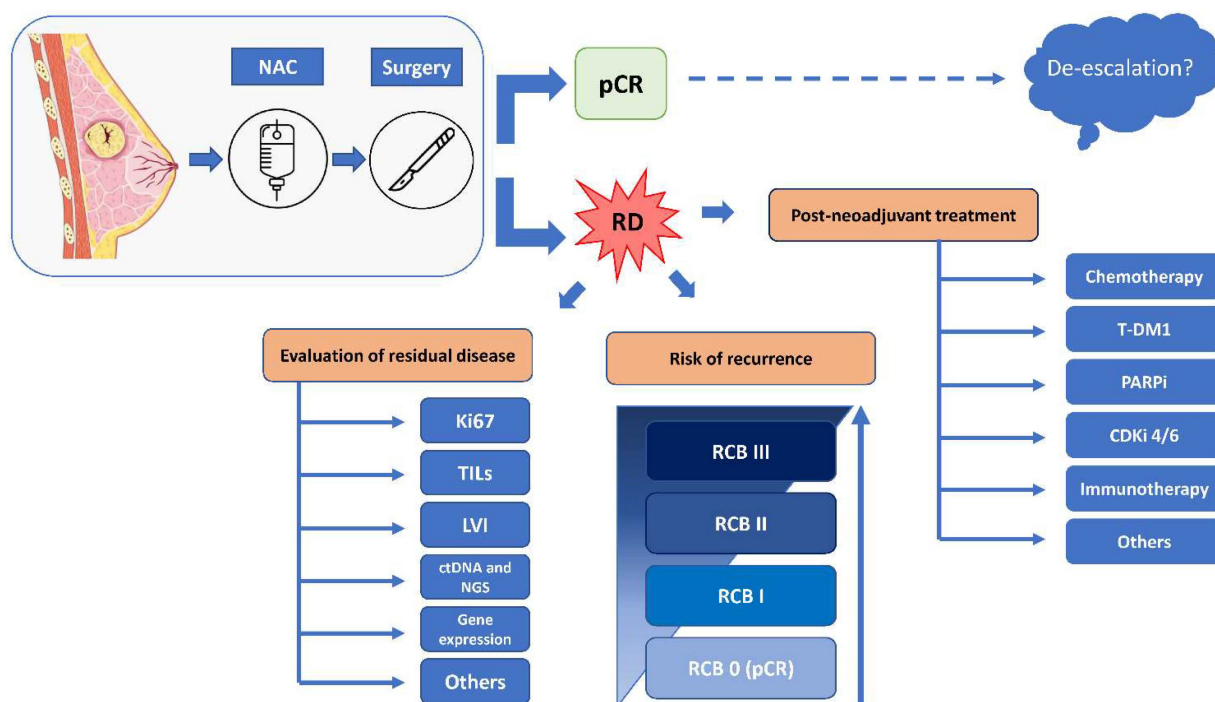 NAC
Surgery
pCR
De-escalation?
RD
Post-neoadjuvant treatment
Chemotherapy
T-DM1
PARPi
CDKi 4/6
Immunotherapy
Others
Evaluation of residual disease
Ki67
TILs
LVI
ctDNA and
NGS
Gene
expression
Others
Risk of recurrence
RCB III
RCB II
RCB I
RCB 0 (pCR)